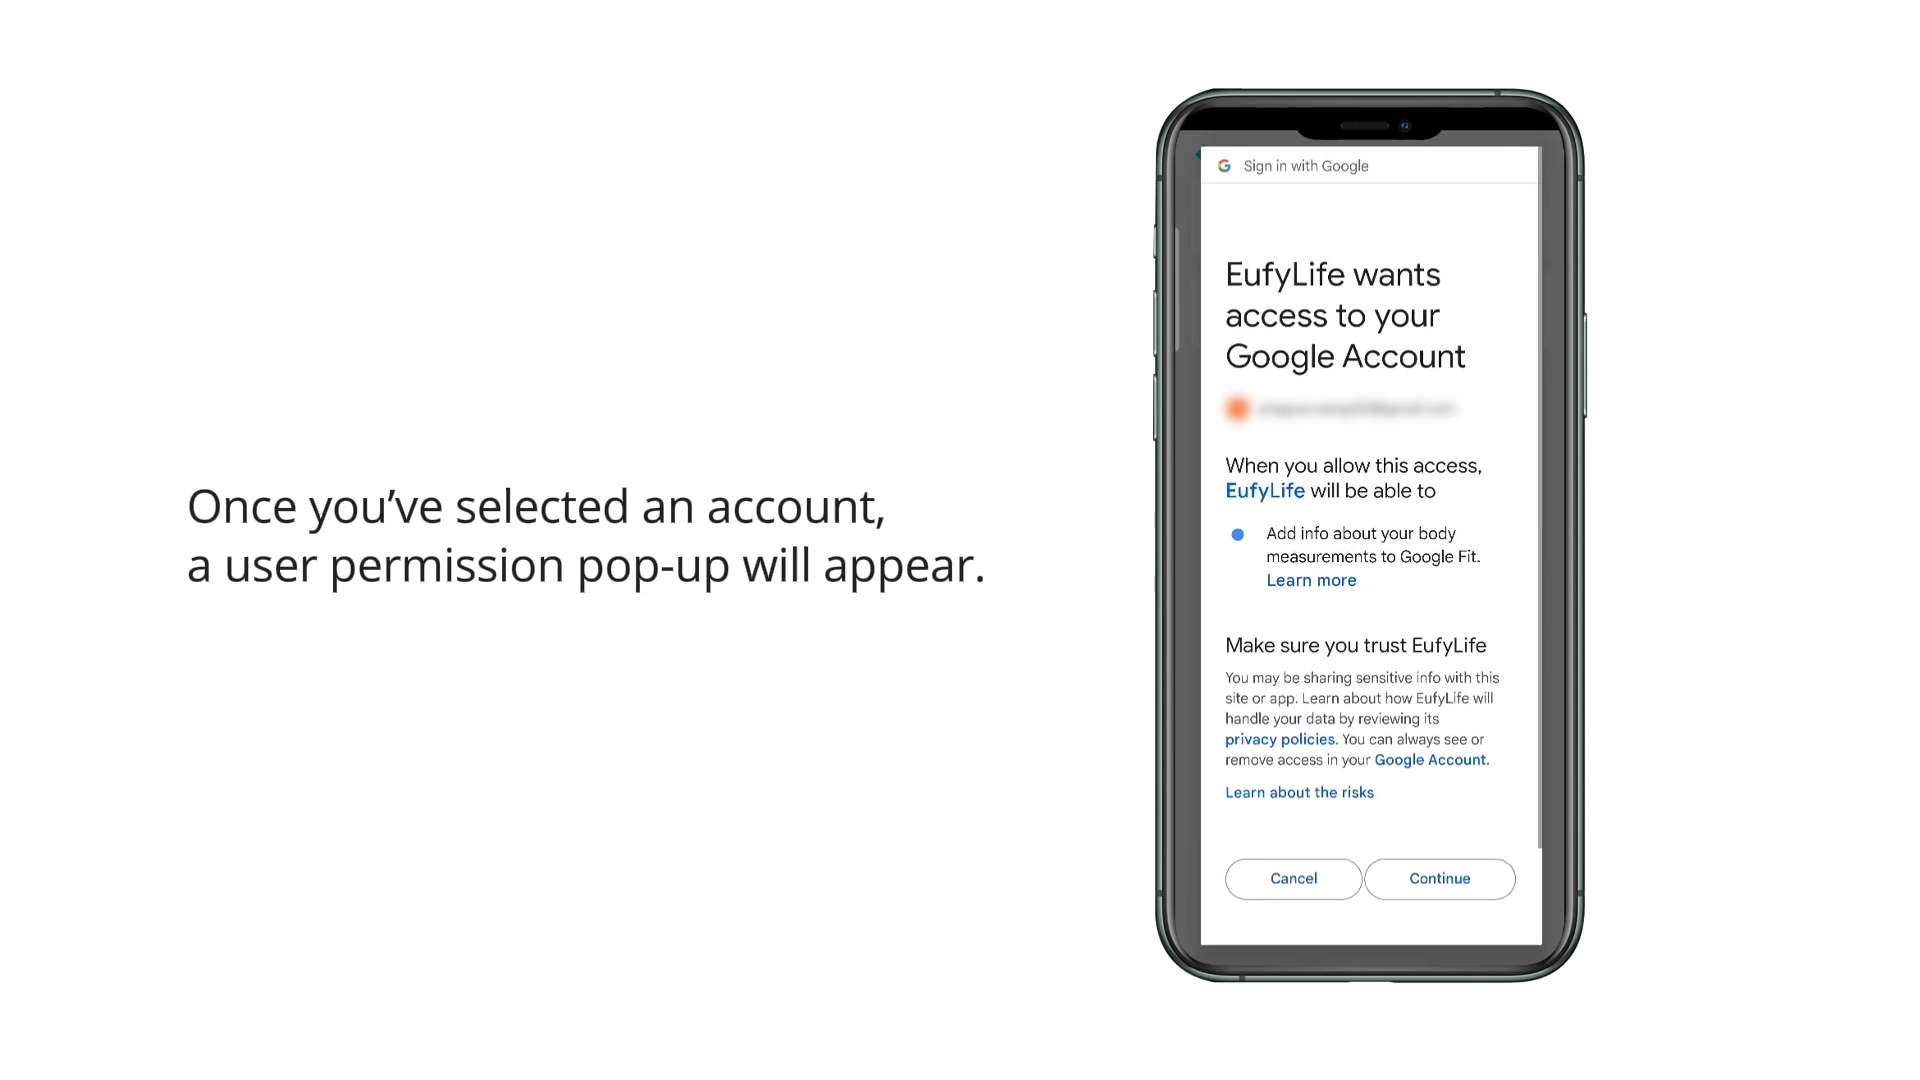 Once you’ve selected an account,
a user permission pop-up will appear.
Sign in with Google
EufyLife wants
access to your
Google Account
When you allow this access,
EufyLife will be able to
Add info about your body
measurements to Google Fit.
Learn more
Make sure you trust EufyLife
You may be sharing sensitive info with this
site or app. Learn about how EufyLife will
handle your data by reviewing its
privacy policies. You can always see or
remove access in your Google Account.
Learn about the risks
Cancel
Continue